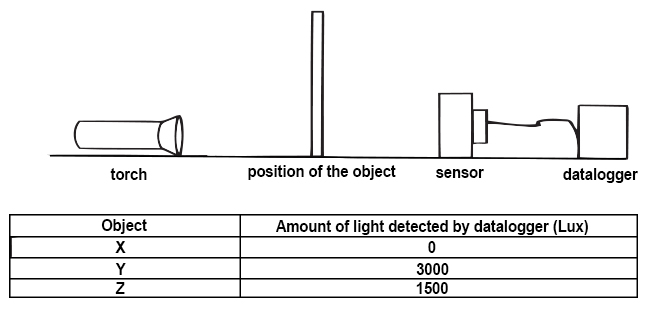 torch
position of the object
sensor
datalogger
Object
Amount of light detected by datalogger (Lux)
X
0
Y
3000
Z
1500